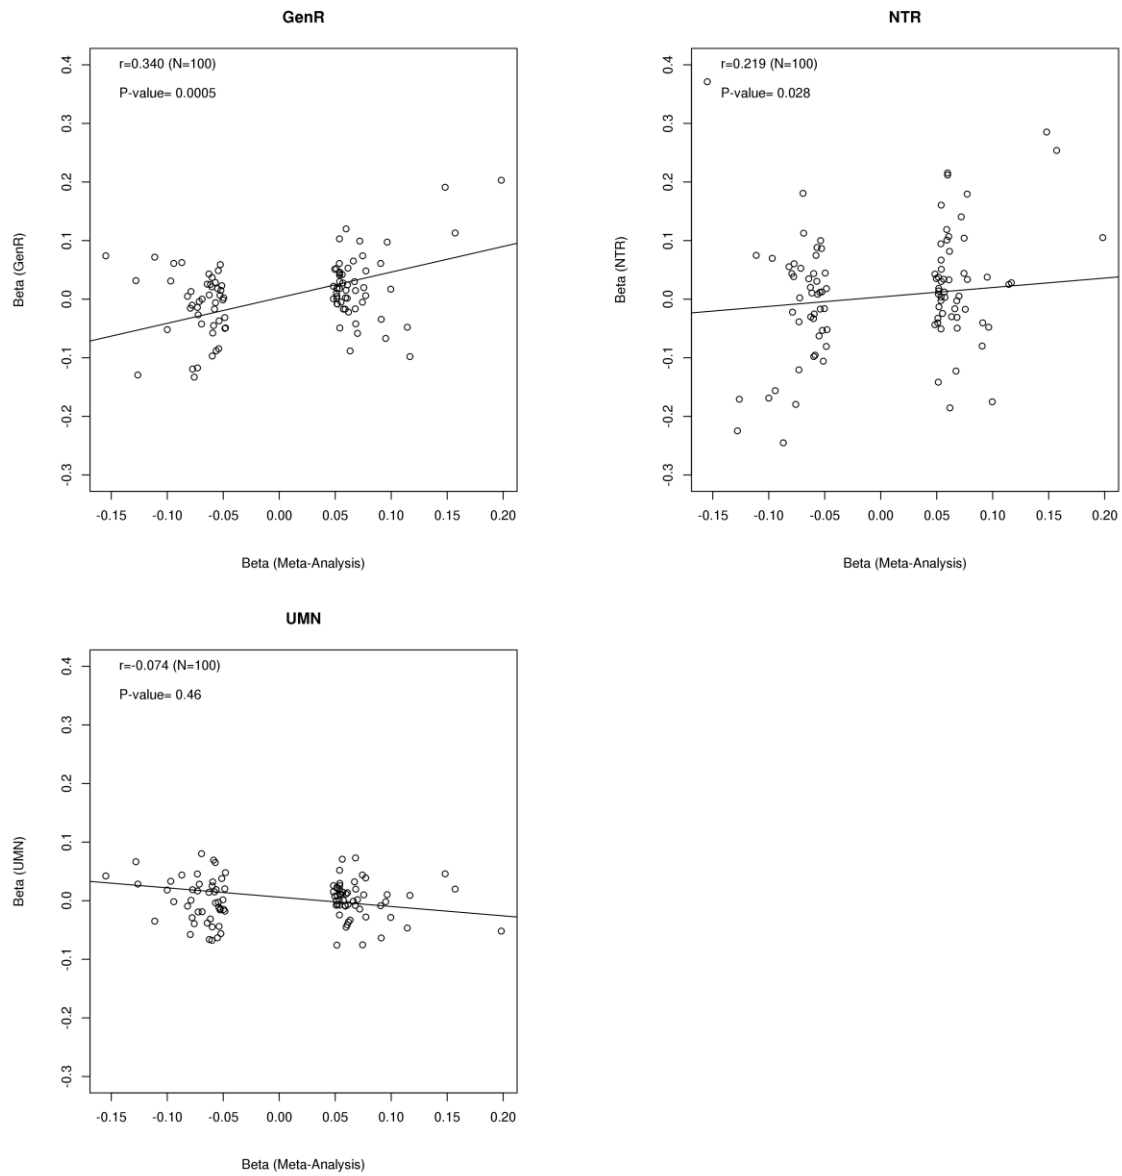 GenR
r=0.340 (N=100)
P-value= 0.0005
0.4
0.3
0.2
0.1
0.0
-0.1
-0.2
-0.3
Beta (GenR)
-0.15 -0.10 -0.05 0.00 0.05 0.10 0.15 0.20
Beta (Meta-Analysis)
NTR
r=0.219 (N=100)
P-value= 0.028
0.4
0.3
0.2
0.1
0.0
-0.1
-0.2
-0.3
Beta (NTR)
-0.15 -0.10 -0.05 0.00 0.05 0.10 0.15 0.20
Beta (Meta-Analysis)
UMN
r=-0.074 (N=100)
P-value= 0.46
0.4
0.3
0.2
0.1
0.0
-0.1
-0.2
-0.3
Beta (UMN)
-0.15 -0.10 -0.05 0.00 0.05 0.10 0.15 0.20
Beta (Meta-Analysis)